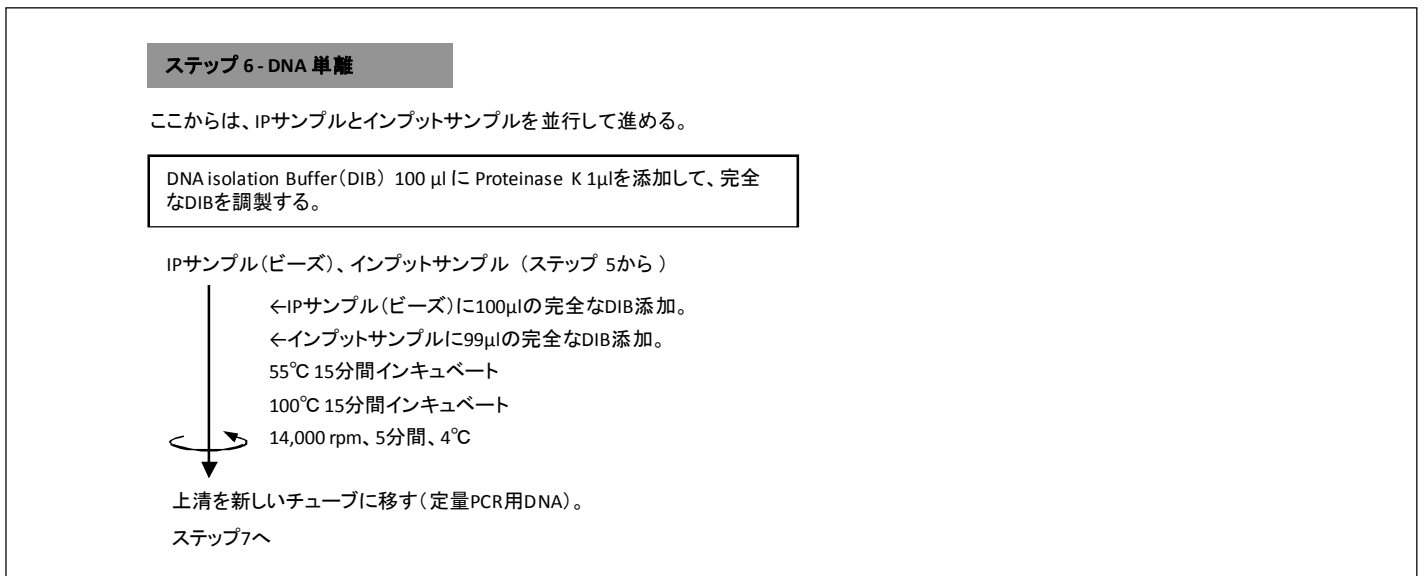 ステップ 6 - DNA 単離
ここからは、IPサンプルとインプットサンプルを並行して進める。
DNA isolation Buffer（DIB） 100 µl に Proteinase K 1µlを添加して、完全
なDIBを調製する。
IPサンプル（ビーズ）、インプットサンプル （ステップ 5から ）
←IPサンプル（ビーズ）に100µlの完全なDIB添加。
←インプットサンプルに99µlの完全なDIB添加。
55℃ 15分間インキュベート
100℃ 15分間インキュベート
14,000 rpm、5分間、4℃
上清を新しいチューブに移す（定量PCR用DNA）。
ステップ7へ